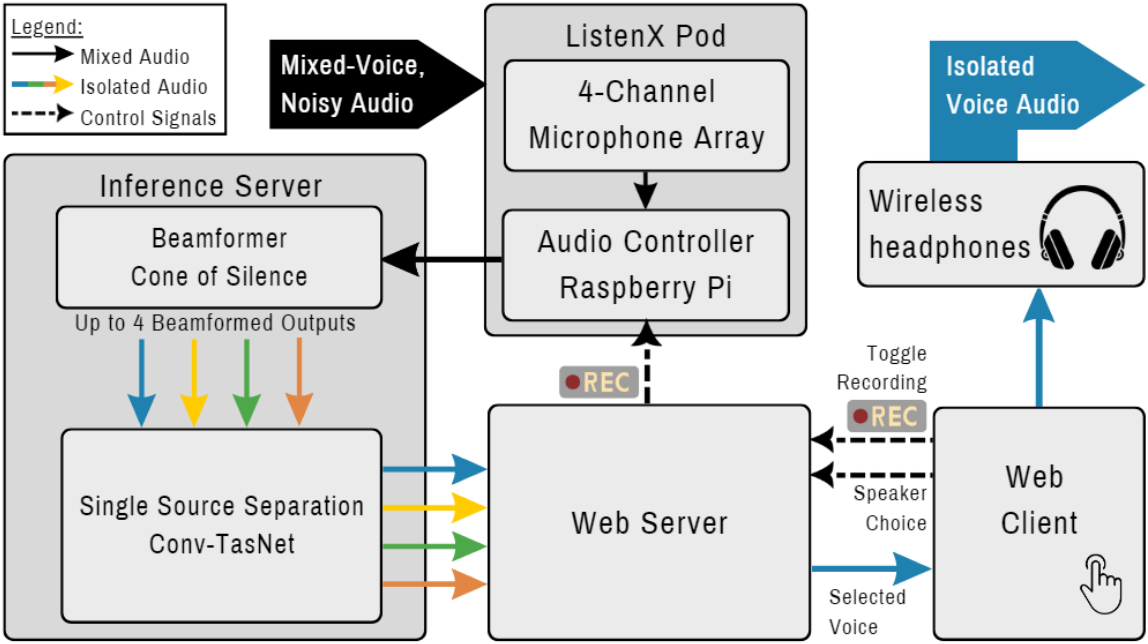 Legend:
Mixed Audio
Isolated Audio
Control Signals
Mixed-Voice,
Noisy Audio
ListenX Pod
4-Channel
Microphone Array
Audio Controller
Raspberry Pi
Isolated
Voice Audio
Wireless
headphones
Inference Server
Beamformer
Cone of Silence
Up to 4 Beamformed Outputs
Single Source Separation
Conv-TasNet
REC
Web Server
Toggle
Recording
REC
Speaker
Choice
Selected
Voice
Web
Client